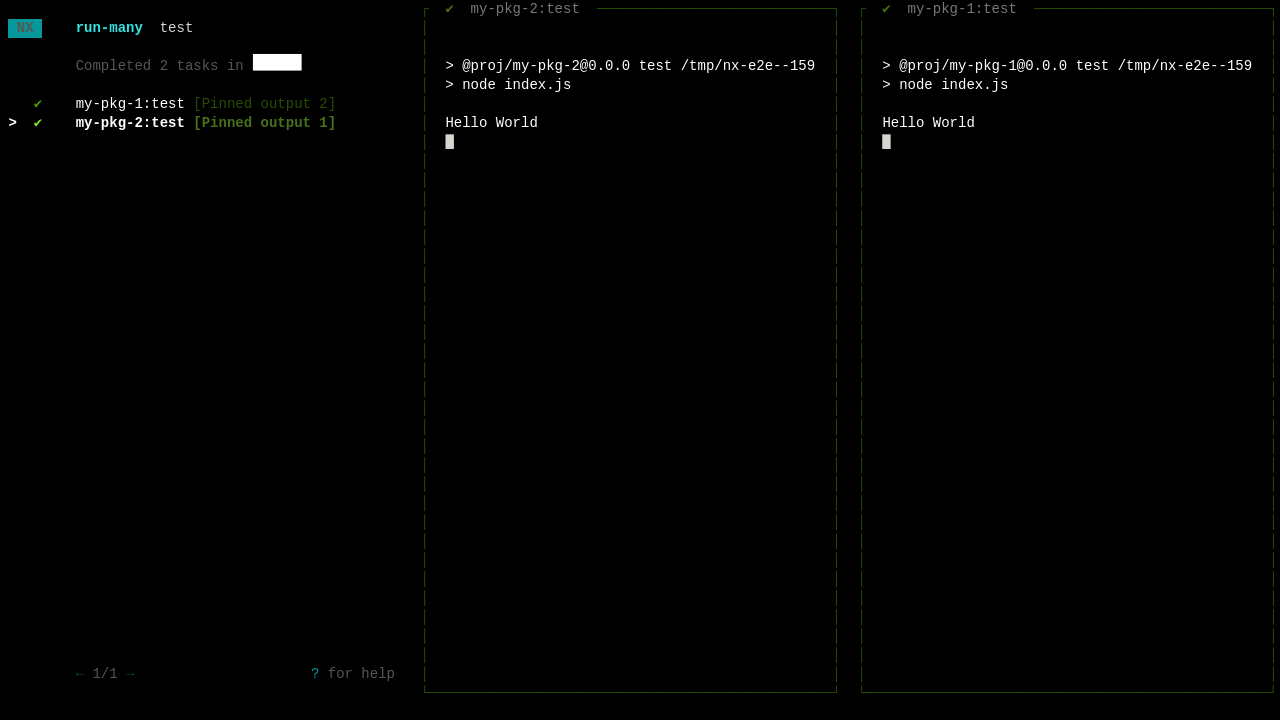 NX run-many test
Completed 2 tasks in
✔ my-pkg-1:test [Pinned output 2]
> ✔ my-pkg-2:test [Pinned output 1]
← 1/1 →
? for help
✔ my-pkg-2:test
> @proj/my-pkg-2@0.0.0 test /tmp/nx-e2e--159
> node index.js
Hello World
✔ my-pkg-1:test
> @proj/my-pkg-1@0.0.0 test /tmp/nx-e2e--159
> node index.js
Hello World